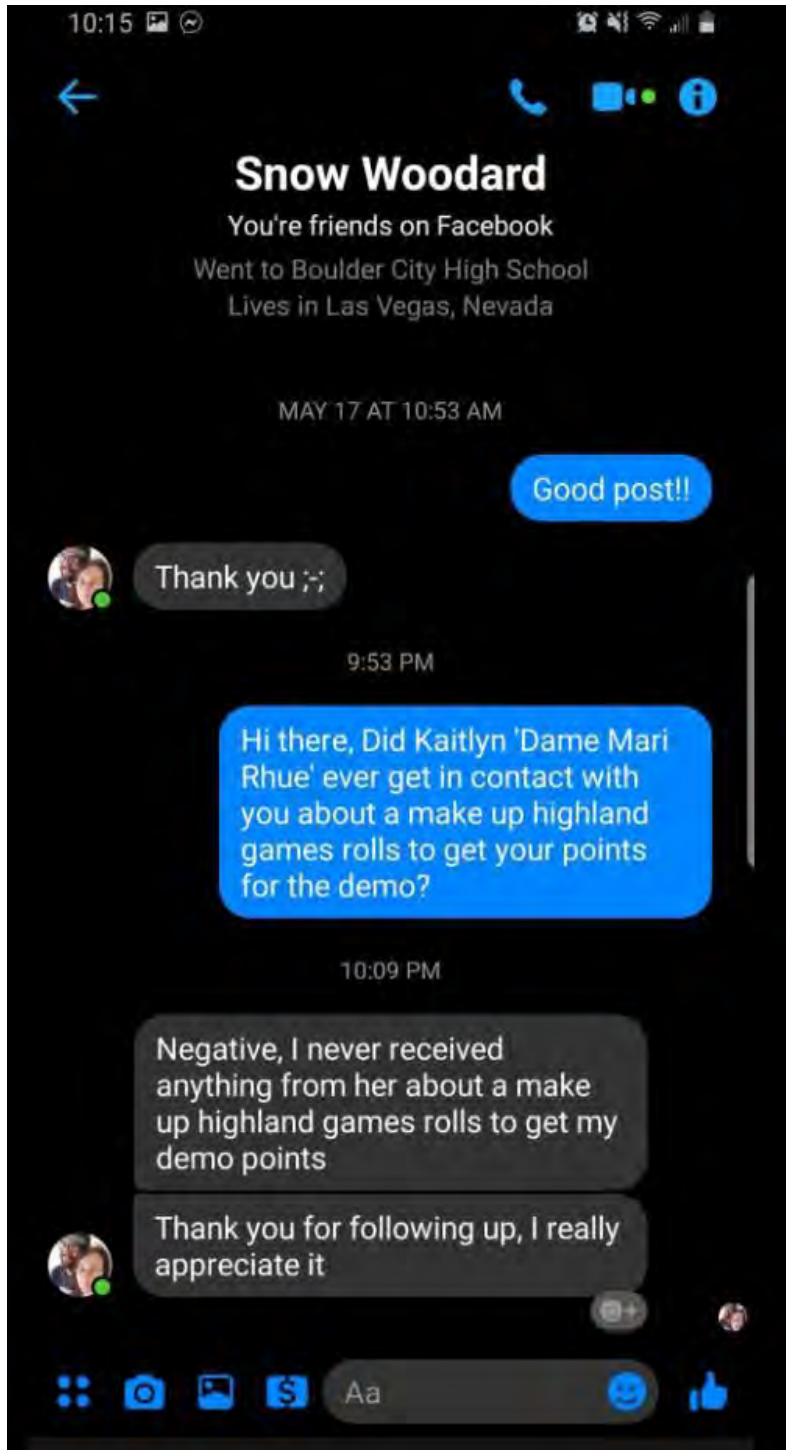 10:15
Snow Woodard
You're friends on Facebook
Went to Boulder City High School
Lives in Las Vegas, Nevada
MAY 17 AT 10:53 AM
Good post!!
Thank you ;-;
9:53 PM
Hi there, Did Kaitlyn 'Dame Mari
Rhue' ever get in contact with
you about a make up highland
games rolls to get your points
for the demo?
10:09 PM
Negative, I never received
anything from her about a make
up highland games rolls to get my
demo points
Thank you for following up, I really
appreciate it
Aa